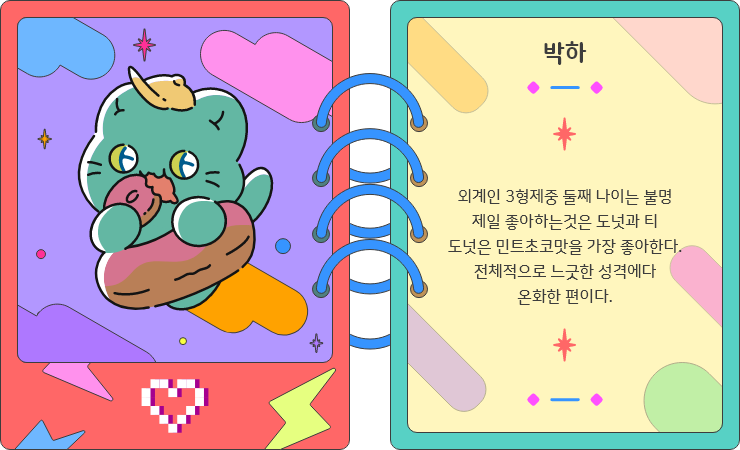 박하
외계인 3형제중 둘째 나이는 불명
제일 좋아하는것은 도넛과 티
도넛은 민트초코맛을 가장 좋아한다.
전체적으로 느긋한 성격에다
온화한 편이다.